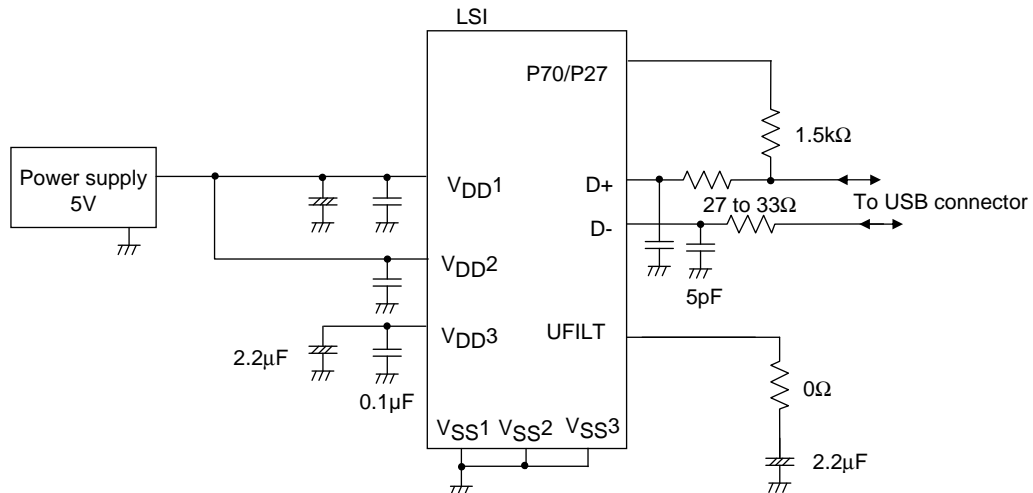 LSI
P70/P27
1.5kΩ
Power supply
5V
VDD1
D+
27 to 33Ω
To USB connector
D-
VDD2
5pF
VDD3
UFILT
2.2μF
0.1μF
0Ω
VSS1 VSS2 VSS3
2.2μF